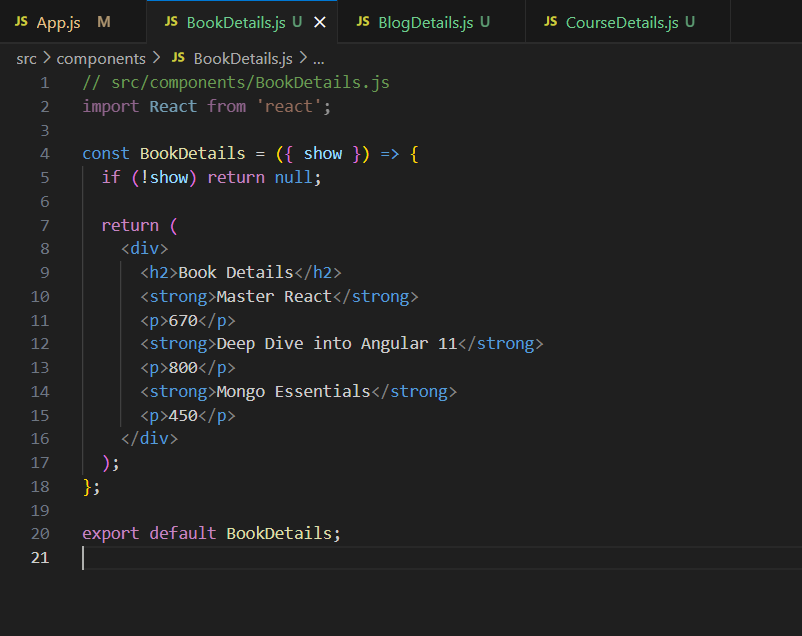 JS App.js M JS BookDetails.js U JS BlogDetails.js U JS CourseDetails.js U
src > components > JS BookDetails.js > ...
1 // src/components/BookDetails.js
2 import React from 'react';
3
4 const BookDetails = ({ show }) => {
5   if (!show) return null;
6
7   return (
8     <div>
9       <h2>Book Details</h2>
10       <strong>Master React</strong>
11       <p>670</p>
12       <strong>Deep Dive into Angular 11</strong>
13       <p>800</p>
14       <strong>Mongo Essentials</strong>
15       <p>450</p>
16     </div>
17   );
18 };
19
20 export default BookDetails;
21